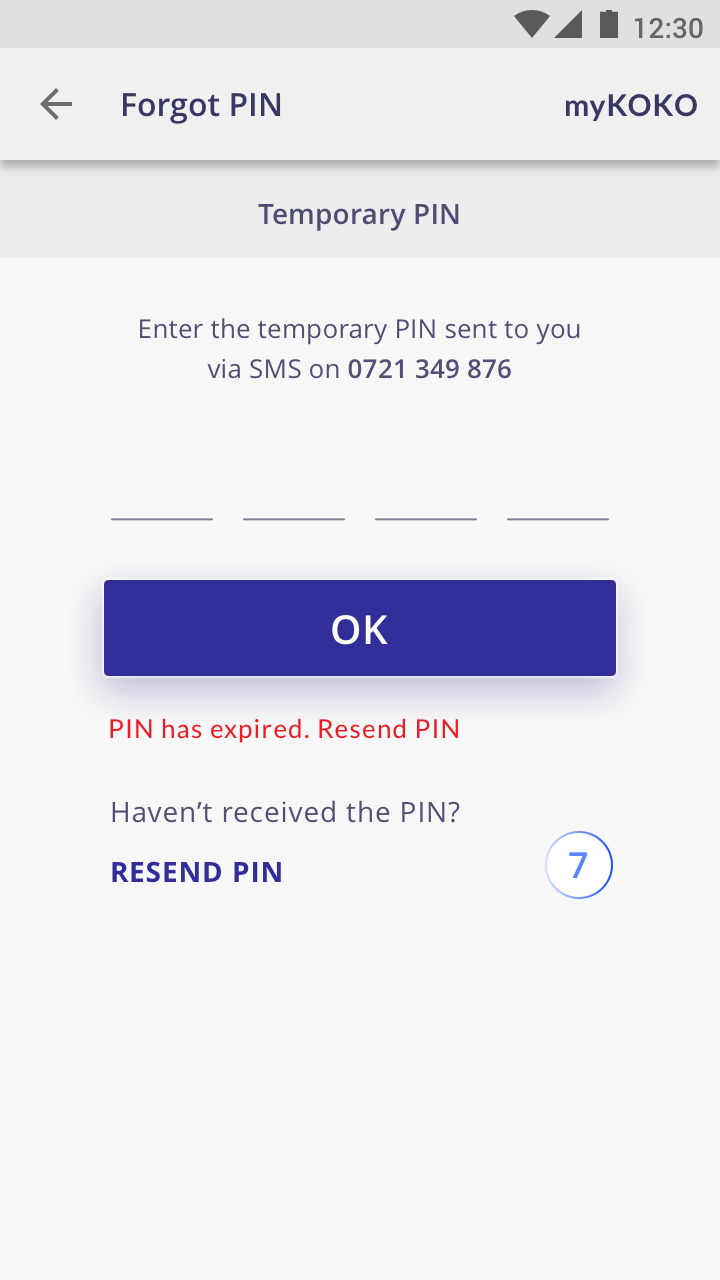 12:30
Forgot PIN
myKOKO
Temporary PIN
Enter the temporary PIN sent to you
via SMS on 0721 349 876
OK
PIN has expired. Resend PIN
Haven’t received the PIN?
RESEND PIN
7